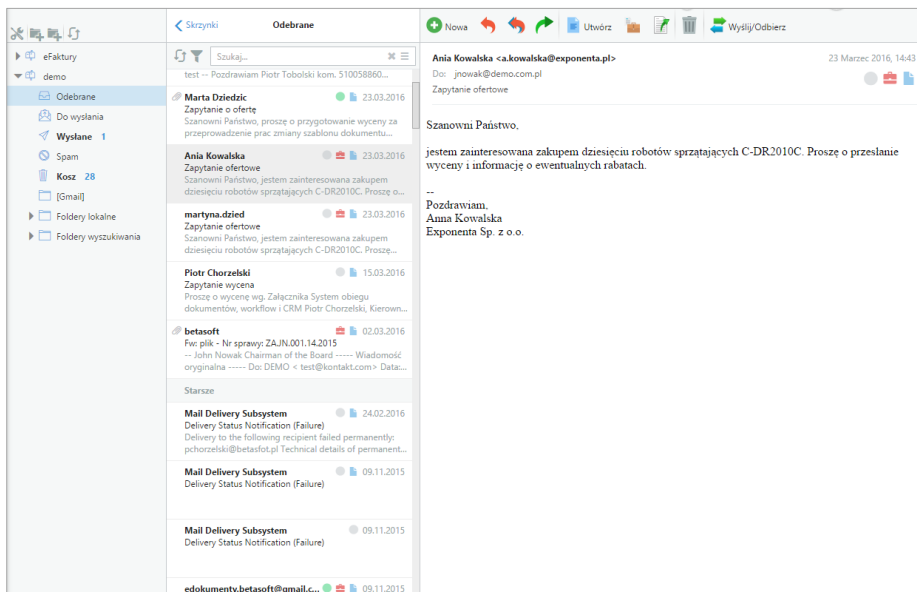 Skrzynki
Odebrane
Nowa
Utwórz
Wyślij/Odbierz
eFaktury
demo
Odebrane
Do wysłania
Wysłane 1
Spam
Kosz 28
[Gmail]
Foldery lokalne
Foldery wyszukiwania
Szukaj...
test -- Pozdrawiam Piotr Tobolski kom. 510058860...
Marta Dziedzic 23.03.2016
Zapytanie o ofertę
Szanowni Państwo, proszę o przygotowanie wyceny za
przeprowadzenie prac zmiany szablonu dokumentu...
Ania Kowalska 23.03.2016
Zapytanie ofertowe
Szanowni Państwo, jestem zainteresowana zakupem
dziesięciu robotów sprzątających C-DR2010C. Proszę o...
martyna.dzied 23.03.2016
Zapytanie ofertowe
Szanowni Państwo, jestem zainteresowana zakupem
dziesięciu robotów sprzątających C-DR2010C. Proszę...
Piotr Chorzelski 15.03.2016
Zapytanie wycena
Proszę o wycenę wg. Załącznika System obiegu
dokumentów, workflow i CRM Piotr Chorzelski, Kierown...
betasoft 02.03.2016
Fw: plik - Nr sprawy: ZA.JN.001.14.2015
-- John Nowak Chairman of the Board ----- Wiadomość
oryginalna ----- Do: DEMO < test@kontakt.com> Data:...
Starsze
Mail Delivery Subsystem 24.02.2016
Delivery Status Notification (Failure)
Delivery to the following recipient failed permanently:
pchorzelski@betasfot.pl Technical details of permanent...
Mail Delivery Subsystem 09.11.2015
Delivery Status Notification (Failure)
Mail Delivery Subsystem 09.11.2015
Delivery Status Notification (Failure)
edokumenty.betasoft@gmail.c... 09.11.2015
Ania Kowalska <a.kowalska@exponenta.pl> 23 Marzec 2016, 14:43
Do: jnowak@demo.com.pl
Zapytanie ofertowe
Szanowni Państwo,
jestem zainteresowana zakupem dziesięciu robotów sprzątających C-DR2010C. Proszę o przesłanie
wyceny i informację o ewentualnych rabatach.
--
Pozdrawiam,
Anna Kowalska
Exponenta Sp. z o.o.